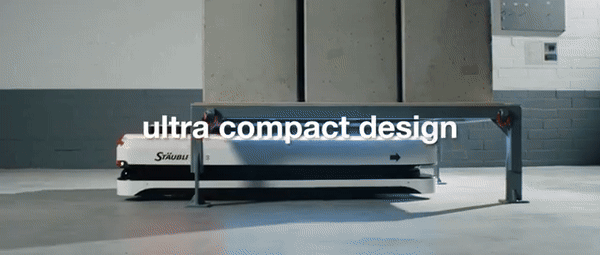 ultra compact design
STÄUBLI